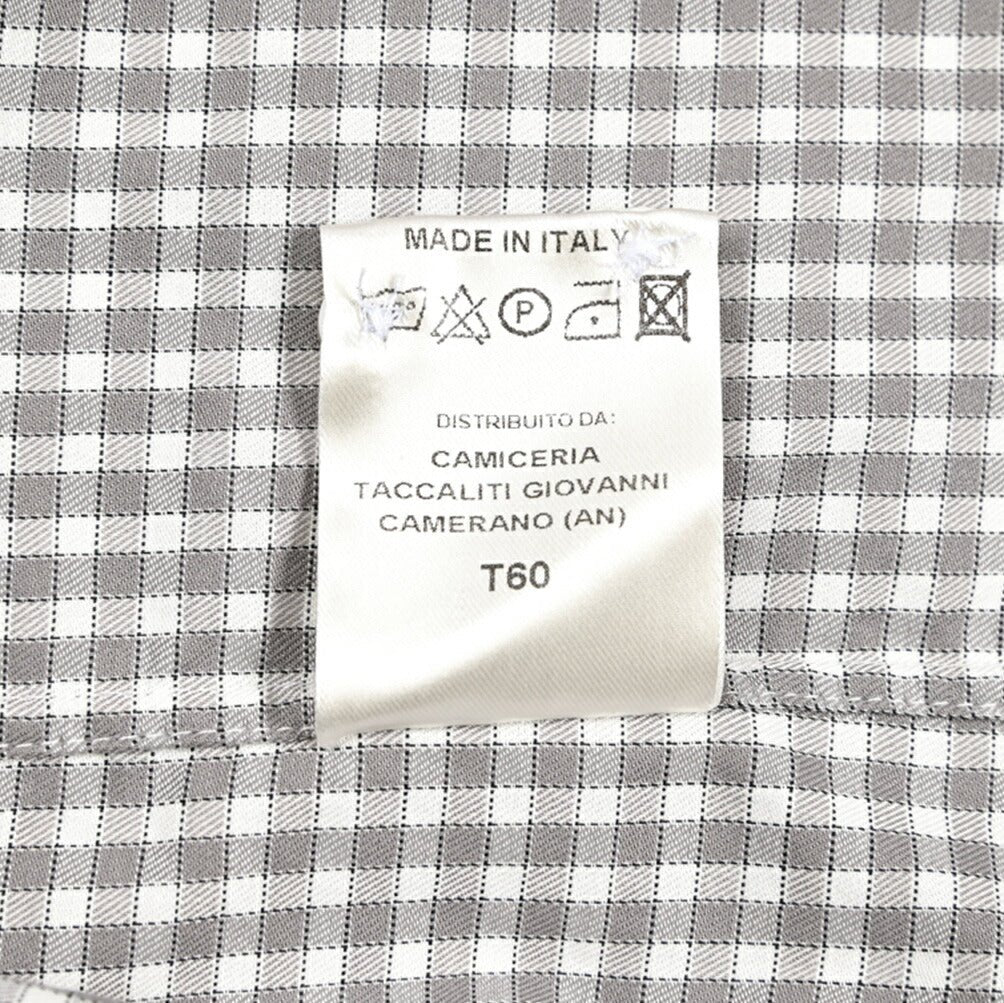 MADE IN ITALY
P
DISTRIBUITO DA:
CAMICERIA
TACCALITI GIOVANNI
CAMERANO (AN)
T60